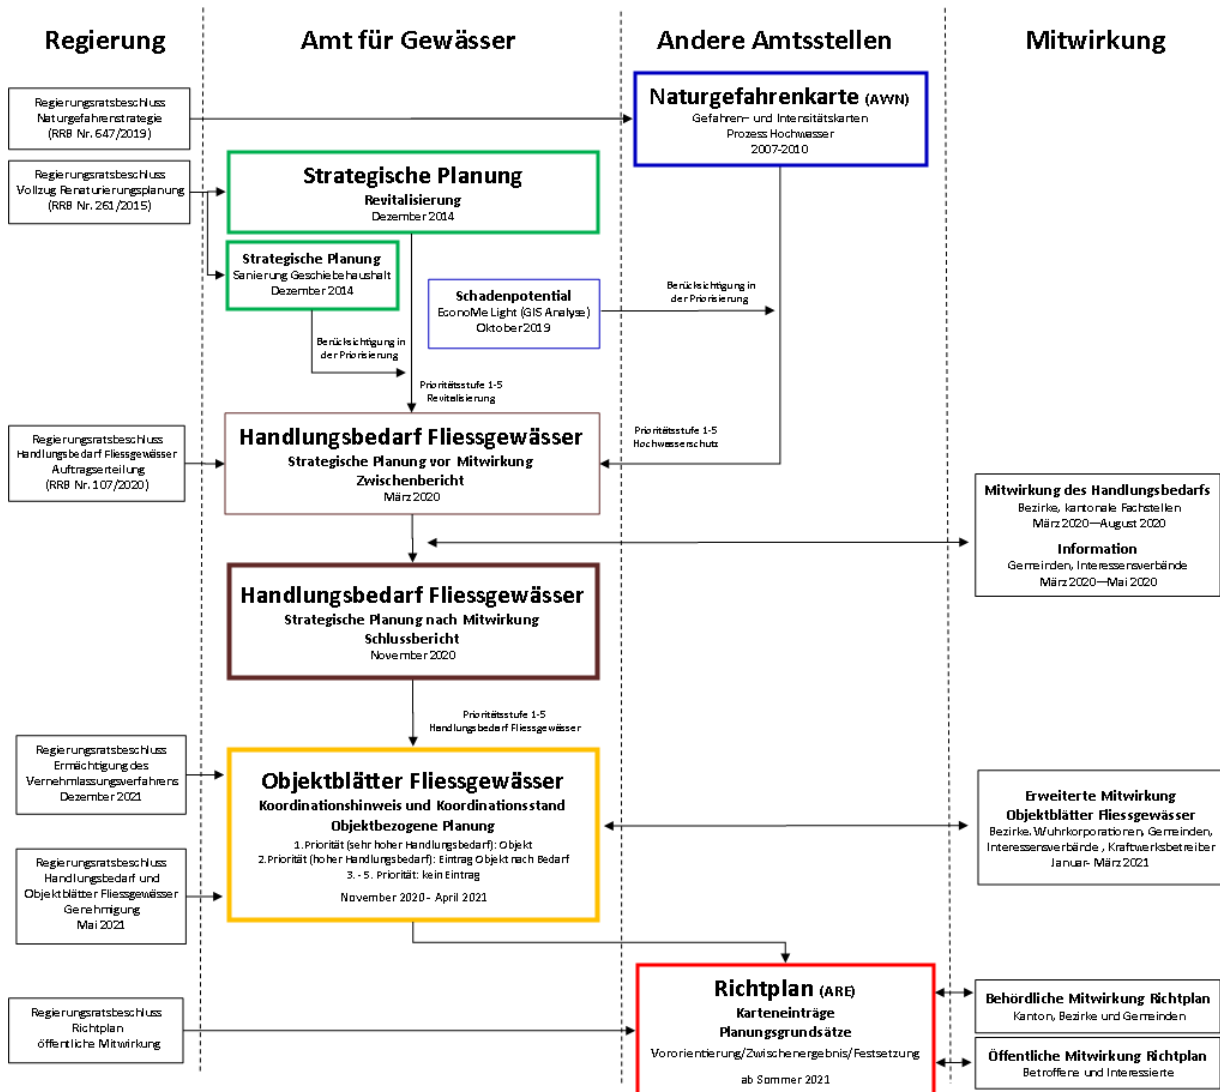 Regierung
Amt für Gewässer
Andere Amtsstellen
Mitwirkung
Regierungsratsbeschluss
Naturgefahrenstrategie
(RRB Nr. 647/2019)
Naturgefahrenkarte (AWN)
Gefahren- und Intensitätskarten
Prozess Hochwasser
2007-2010
Regierungsratsbeschluss
Vollzug Renaturierungsplanung
(RRB Nr. 261/2015)
Strategische Planung
Revitalisierung
Dezember 2014
Strategische Planung
Sanierung Geschiebehaushalt
Dezember 2014
Schadenpotential
EconoMe Light (GIS Analyse)
Oktober 2019
Berücksichtigung in
der Priorisierung
Berücksichtigung in
der Priorisierung
Prioritätsstufe 1-5
Revitalisierung
Prioritätsstufe 1-5
Hochwasserschutz
Regierungsratsbeschluss
Handlungsbedarf Fliessgewässer
Auftragserteilung
(RRB Nr. 107/2020)
Handlungsbedarf Fliessgewässer
Strategische Planung vor Mitwirkung
Zwischenbericht
März 2020
Mitwirkung des Handlungsbedarfs
Bezirke, kantonale Fachstellen
März 2020—August 2020
Information
Gemeinden, Interessensverbände
März 2020—Mai 2020
Handlungsbedarf Fliessgewässer
Strategische Planung nach Mitwirkung
Schlussbericht
November 2020
Prioritätsstufe 1-5
Handlungsbedarf Fliessgewässer
Regierungsratsbeschluss
Ermächtigung des
Vernehmlassungsverfahrens
Dezember 2021
Objektblätter Fliessgewässer
Koordinationshinweis und Koordinationsstand
Objektbezogene Planung
1. Priorität (sehr hoher Handlungsbedarf): Objekt
2.Priorität (hoher Handlungsbedarf): Eintrag Objekt nach Bedarf
3. - 5. Priorität: kein Eintrag
November 2020 - April 2021
Erweiterte Mitwirkung
Objektblätter Fliessgewässer
Bezirke. Wuhrkorporationen, Gemeinden,
Interessensverbände , Kraftwerksbetreiber
Januar- März 2021
Regierungsratsbeschluss
Handlungsbedarf und
Objektblätter Fliessgewässer
Genehmigung
Mai 2021
Richtplan (ARE)
Karteneinträge
Planungsgrundsätze
Vororientierung/Zwischenergebnis/Festsetzung
ab Sommer 2021
Regierungsratsbeschluss
Richtplan
öffentliche Mitwirkung
Behördliche Mitwirkung Richtplan
Kanton, Bezirke und Gemeinden
Öffentliche Mitwirkung Richtplan
Betroffene und Interessierte